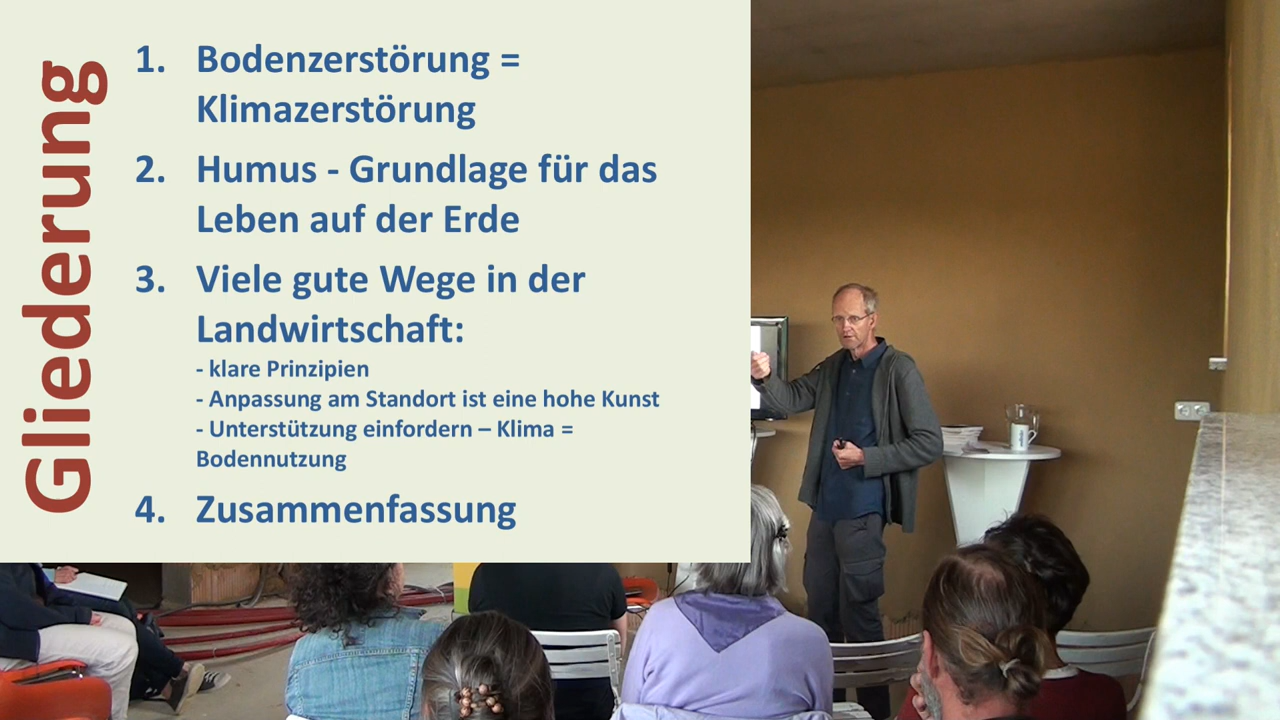 Gliederung
1. Bodenzerstörung =
Klimazerstörung
2. Humus - Grundlage für das
Leben auf der Erde
3. Viele gute Wege in der
Landwirtschaft:
- klare Prinzipien
- Anpassung am Standort ist eine hohe Kunst
- Unterstützung einfordern – Klima =
Bodennutzung
4. Zusammenfassung